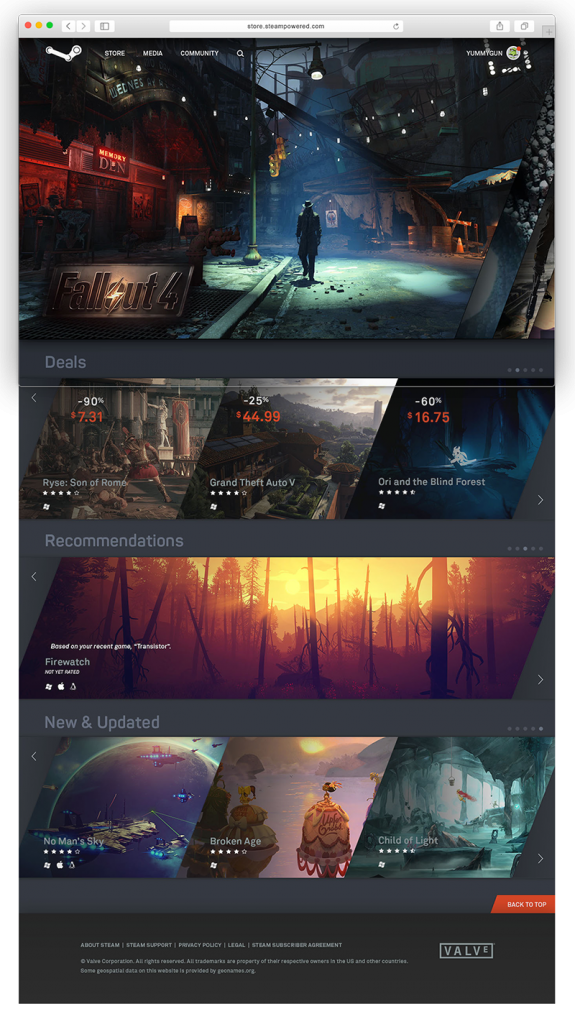 store.steampowered.com
STORE MEDIA COMMUNITY YUMMYGUN
MEMORY
DEN
Fallout 4
Deals
-90% -25% -60%
$7.31 $44.99 $16.75
Ryse: Son of Rome Grand Theft Auto V Ori and the Blind Forest
Recommendations
Based on your recent game, "Transistor".
Firewatch
NOT YET RATED
New & Updated
No Man's Sky Broken Age Child of Light
BACK TO TOP
ABOUT STEAM | STEAM SUPPORT | PRIVACY POLICY | LEGAL | STEAM SUBSCRIBER AGREEMENT
VALVE
© Valve Corporation. All rights reserved. All trademarks are property of their respective owners in the US and other countries.
Some geospatial data on this website is provided by geonames.org.